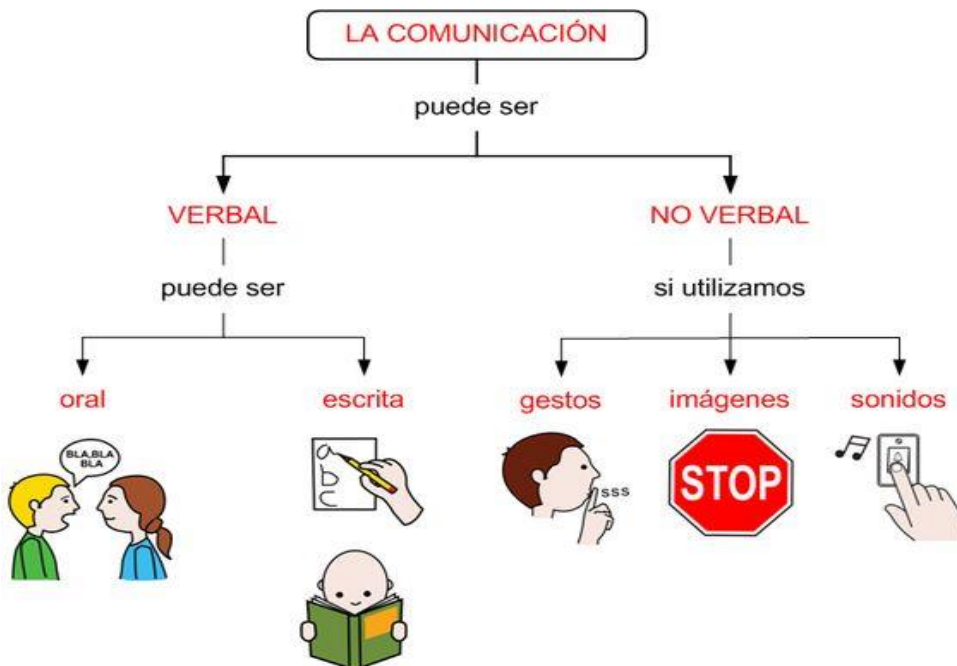 LA COMUNICACIÓN
puede ser
VERBAL
NO VERBAL
puede ser
si utilizamos
oral
escrita
gestos
imágenes
sonidos
BLA,BLA
BLA
a
b
c
sss
STOP